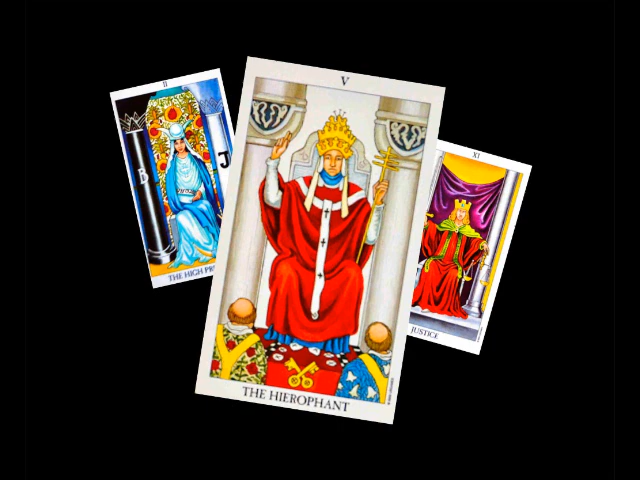 II
B
J
THE HIGH PR
V
THE HIEROPHANT
XI
JUSTICE